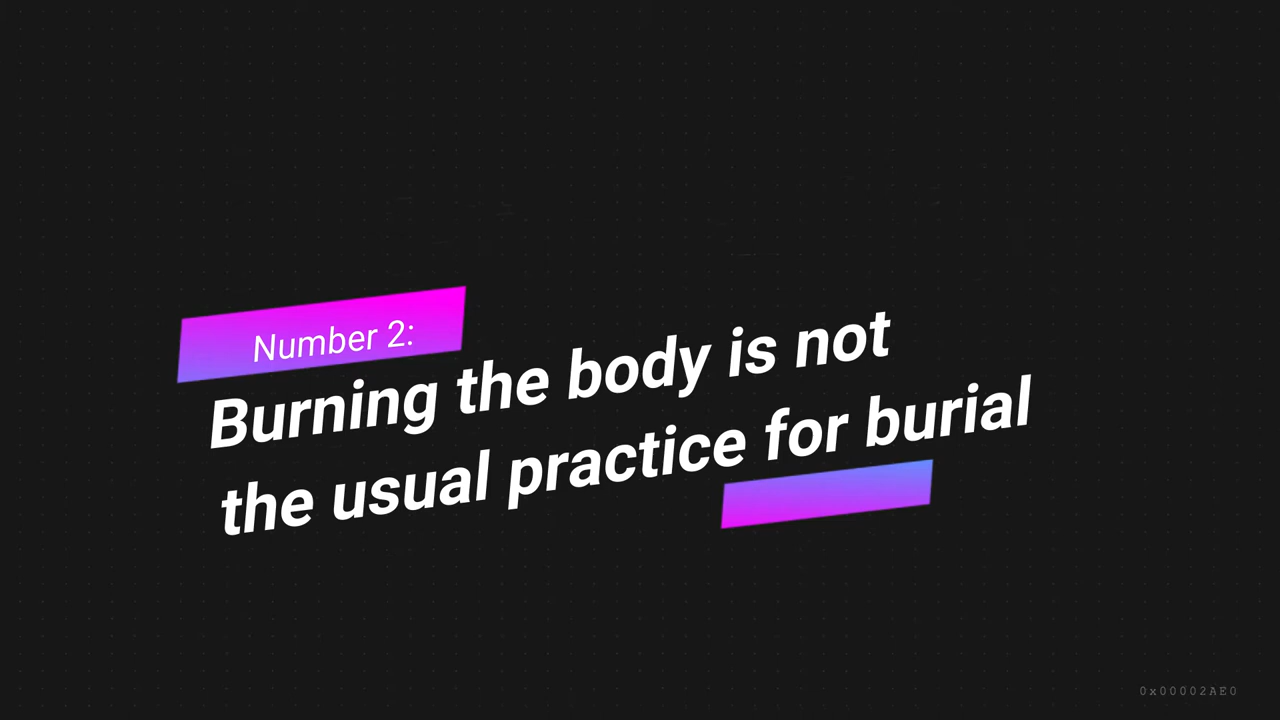 Number 2:
Burning the body is not
the usual practice for burial
0x00002AE0